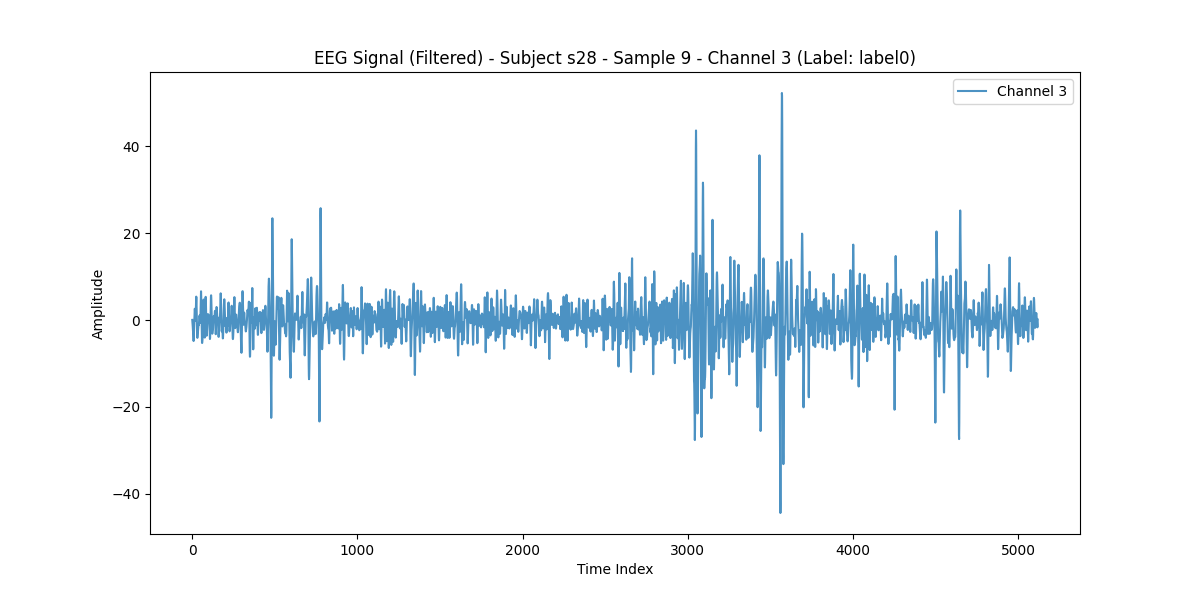 EEG Signal (Filtered) - Subject s28 - Sample 9 - Channel 3 (Label: label0)
Channel 3
Amplitude
40
20
0
−20
−40
0 1000 2000 3000 4000 5000
Time Index